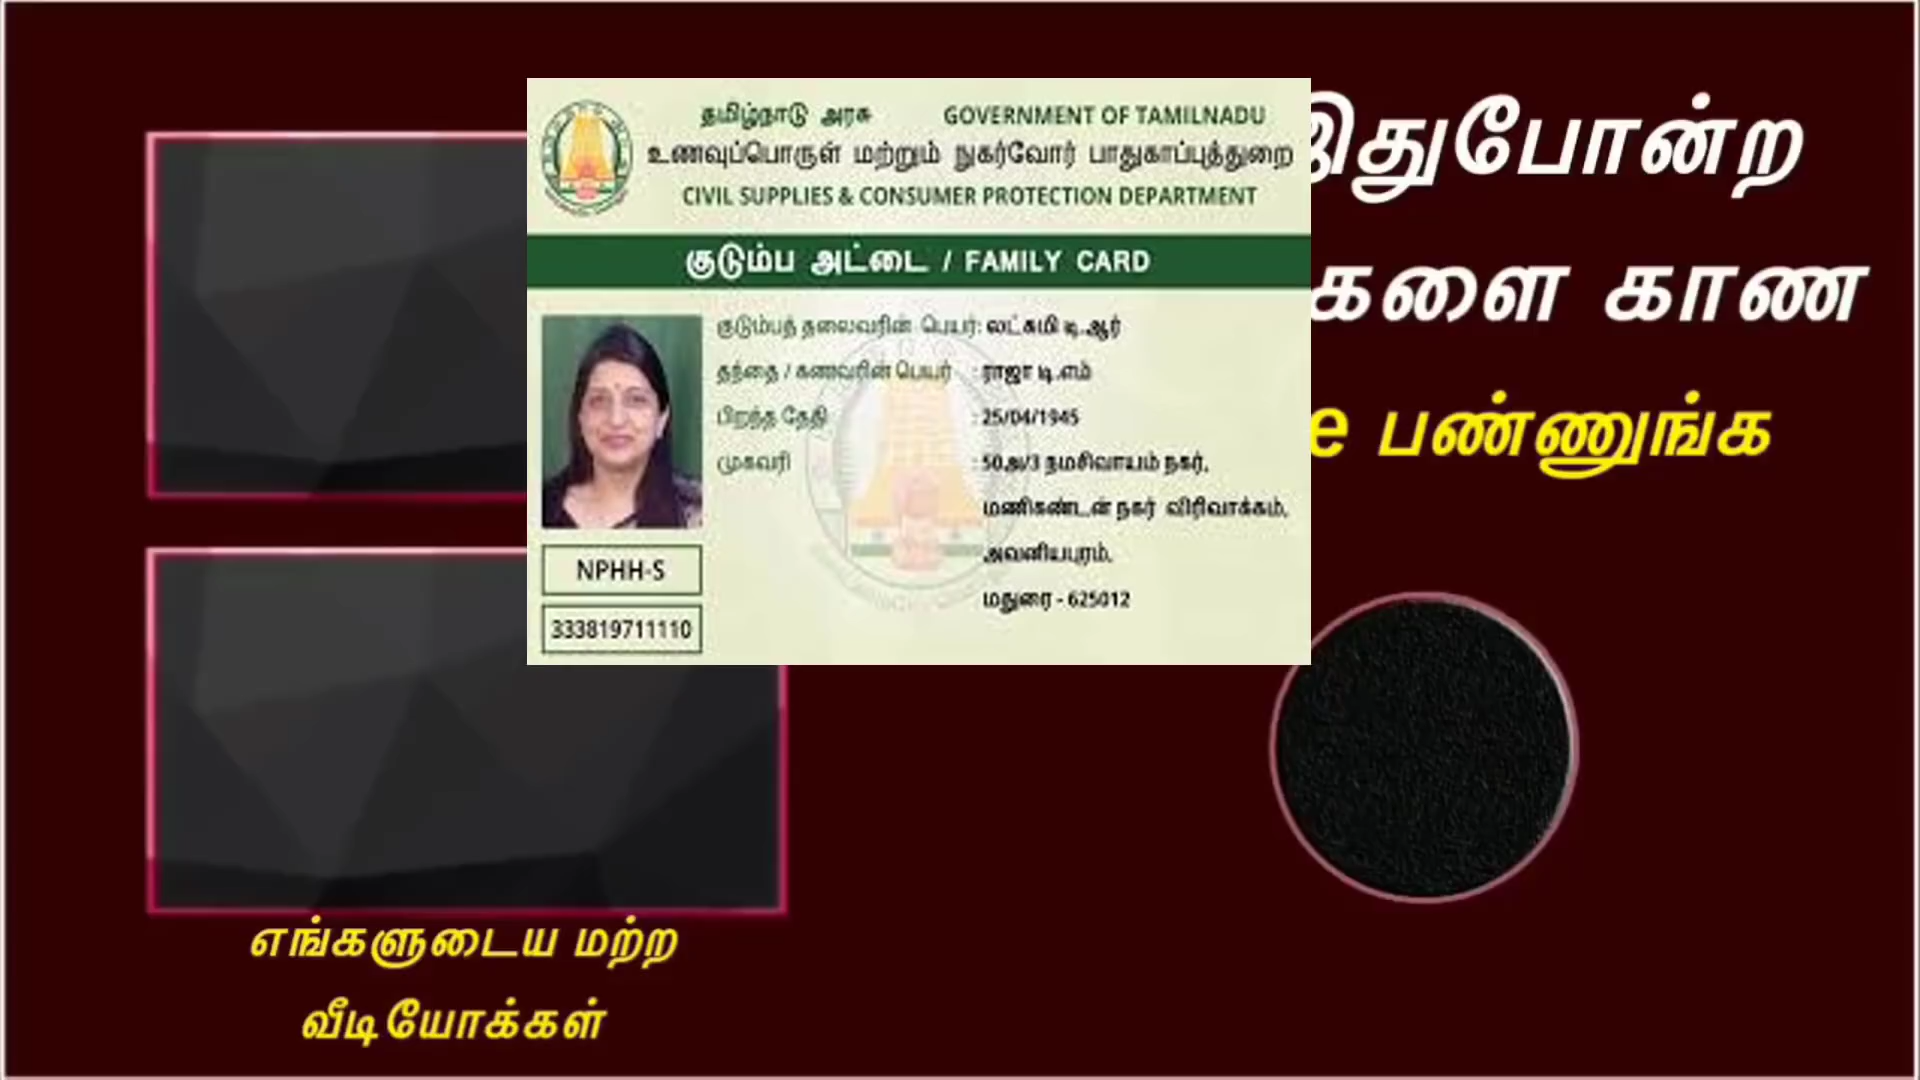 தமிழ்நாடு அரசு GOVERNMENT OF TAMILNADU
உணவுப்பொருள் மற்றும் நுகர்வோர் பாதுகாப்புத்துறை
CIVIL SUPPLIES & CONSUMER PROTECTION DEPARTMENT
குடும்ப அட்டை / FAMILY CARD
குடும்பத் தலைவரின் பெயர்: லட்சுமி டி.ஆர்
தந்தை / கணவரின் பெயர் : ராஜா டி.எம்
பிறந்த தேதி : 25/04/1945
முகவரி : 50அ/3 நமசிவாயம் நகர்,
மணிகண்டன் நகர் விரிவாக்கம்,
அவனியபுரம்,
மதுரை - 625012
NPHH-S
333819711110
இதுபோன்ற
களை காண
e பண்ணுங்க
எங்களுடைய மற்ற
வீடியோக்கள்